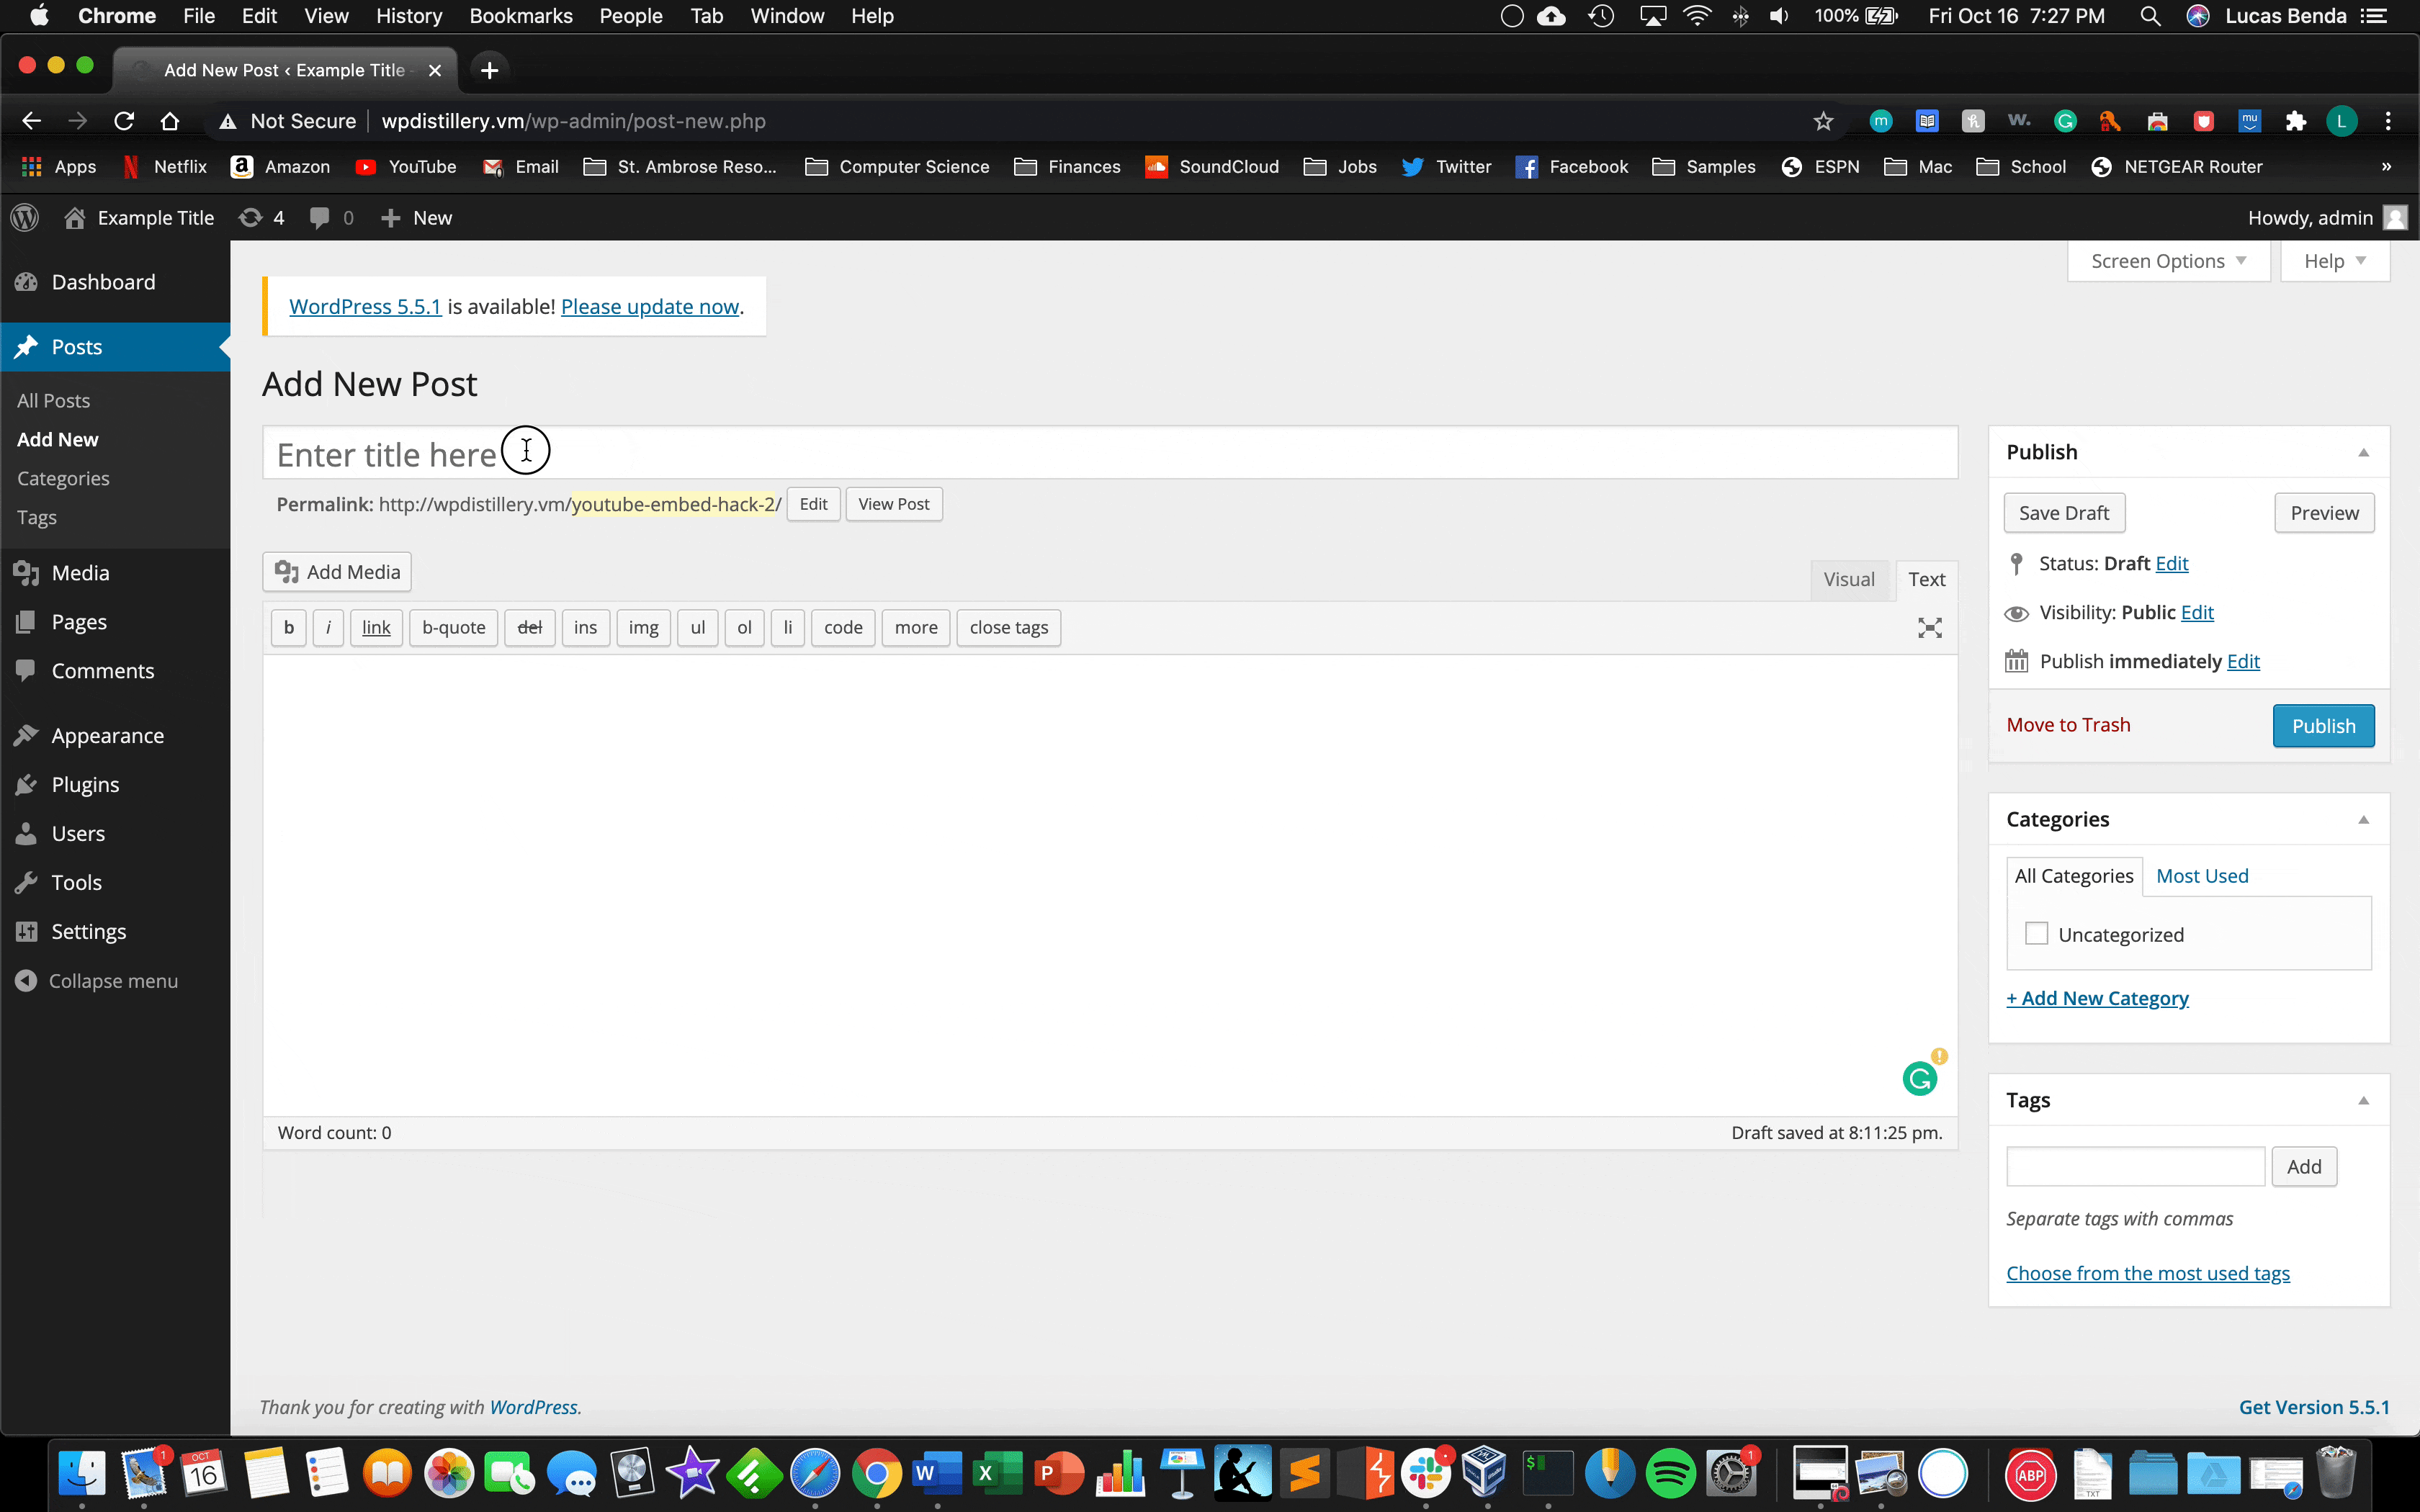 Chrome File Edit View History Bookmarks People Tab Window Help 100% Fri Oct 16 7:27 PM Lucas Benda
Add New Post ‹ Example Title
Not Secure wpdistillery.vm/wp-admin/post-new.php
Apps Netflix Amazon YouTube Email St. Ambrose Reso... Computer Science Finances SoundCloud Jobs Twitter Facebook Samples ESPN Mac School NETGEAR Router »
Example Title 4 0 + New Howdy, admin
Screen Options Help
Dashboard
WordPress 5.5.1 is available! Please update now.
Posts
Add New Post
All Posts
Add New
Categories
Tags
Media
Pages
Comments
Appearance
Plugins
Users
Tools
Settings
Collapse menu
Enter title here
Permalink: http://wpdistillery.vm/youtube-embed-hack-2/ Edit View Post
Add Media
Visual Text
b i link b-quote del ins img ul ol li code more close tags
Word count: 0 Draft saved at 8:11:25 pm.
Publish
Save Draft Preview
Status: Draft Edit
Visibility: Public Edit
Publish immediately Edit
Move to Trash Publish
Categories
All Categories Most Used
Uncategorized
+ Add New Category
Tags
Add
Separate tags with commas
Choose from the most used tags
Thank you for creating with WordPress. Get Version 5.5.1
1 OCT 16 W X P $ 1 ABP TXT